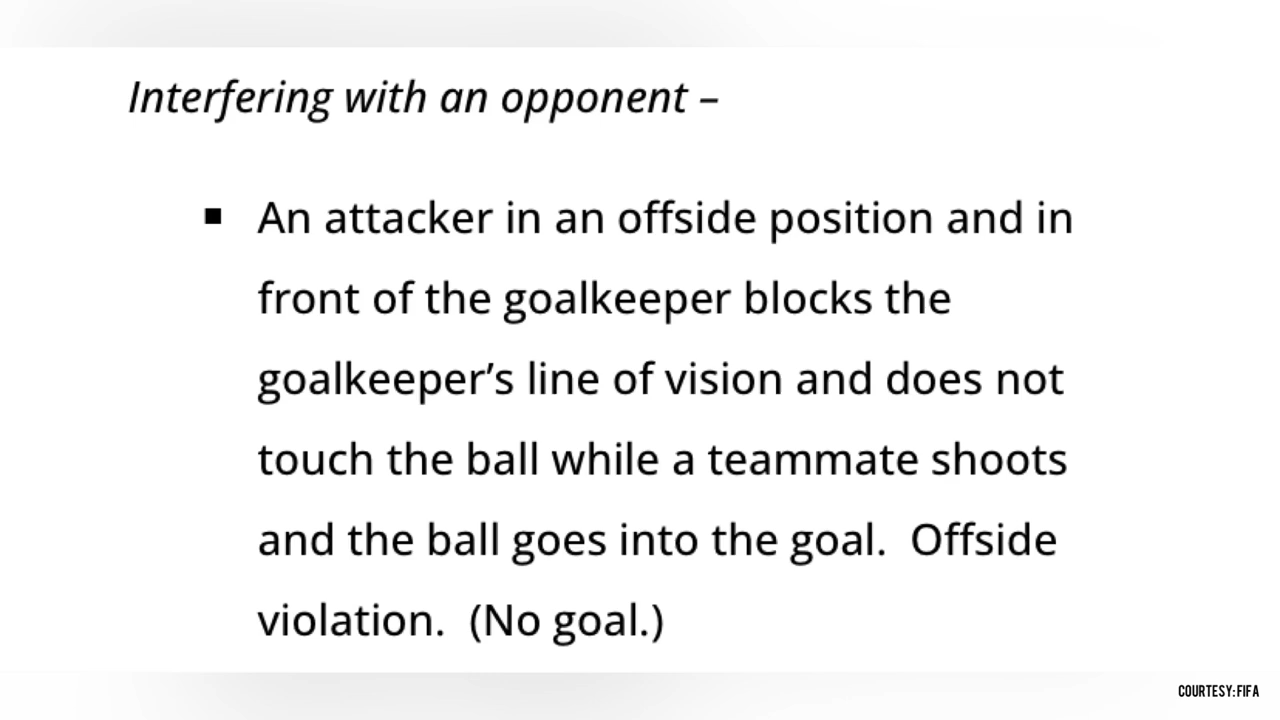 Interfering with an opponent –
▪ An attacker in an offside position and in
front of the goalkeeper blocks the
goalkeeper’s line of vision and does not
touch the ball while a teammate shoots
and the ball goes into the goal.  Offside
violation.  (No goal.)
COURTESY:FIFA